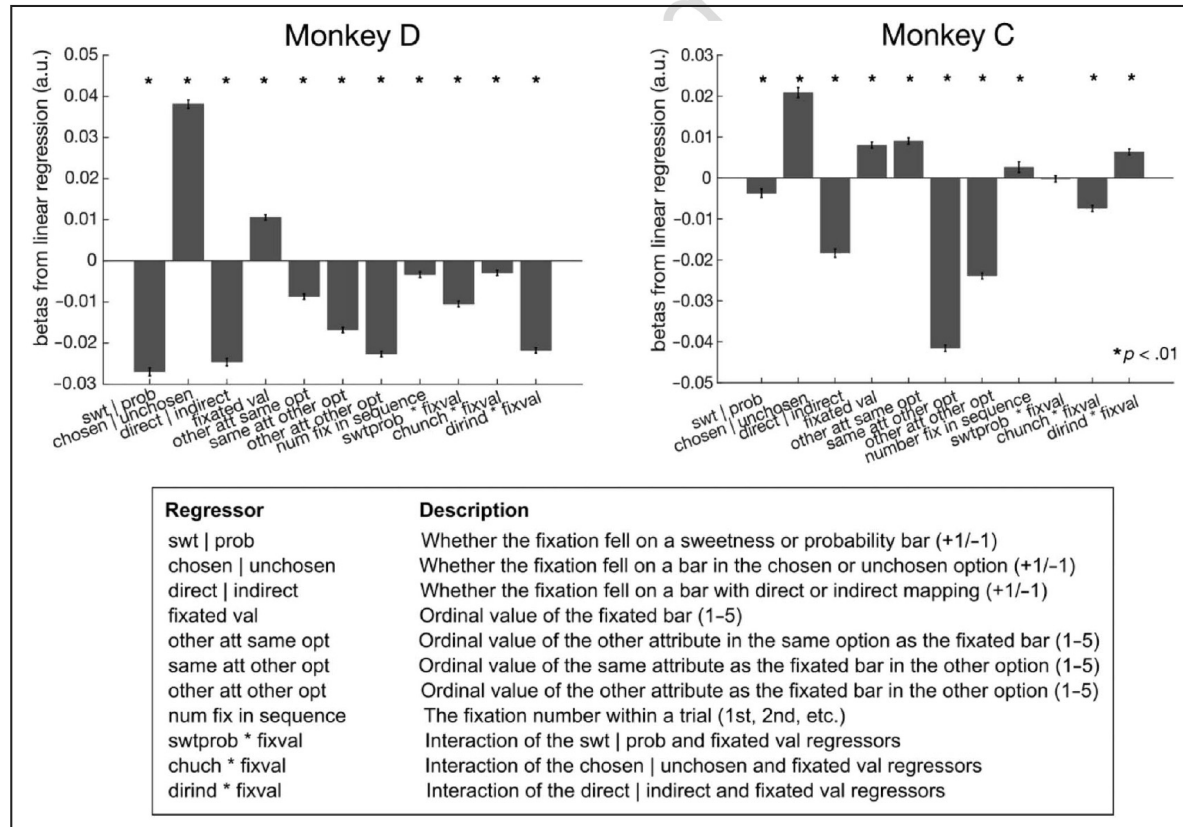 Monkey D
Monkey C
betas from linear regression (a.u.)
0.05
0.04
0.03
0.02
0.01
0
−0.01
−0.02
−0.03
* * * * * * * * * *
swt | prob
chosen | unchosen
direct | indirect
fixated val
other att same opt
same att other opt
other att other opt
num fix in sequence
swtprob * fixval
chunch * fixval
dirind * fixval
betas from linear regression (a.u.)
0.03
0.02
0.01
0
−0.01
−0.02
−0.03
−0.04
−0.05
* * * * * * * * *
*p < .01
swt | prob
chosen | unchosen
direct | indirect
fixated val
other att same opt
same att other opt
other att other opt
number fix in sequence
swtprob * fixval
chunch * fixval
dirind * fixval
Regressor Description
swt | prob Whether the fixation fell on a sweetness or probability bar (+1/−1)
chosen | unchosen Whether the fixation fell on a bar in the chosen or unchosen option (+1/−1)
direct | indirect Whether the fixation fell on a bar with direct or indirect mapping (+1/−1)
fixated val Ordinal value of the fixated bar (1–5)
other att same opt Ordinal value of the other attribute in the same option as the fixated bar (1–5)
same att other opt Ordinal value of the same attribute as the fixated bar in the other option (1–5)
other att other opt Ordinal value of the other attribute as the fixated bar in the other option (1–5)
num fix in sequence The fixation number within a trial (1st, 2nd, etc.)
swtprob * fixval Interaction of the swt | prob and fixated val regressors
chuch * fixval Interaction of the chosen | unchosen and fixated val regressors
dirind * fixval Interaction of the direct | indirect and fixated val regressors